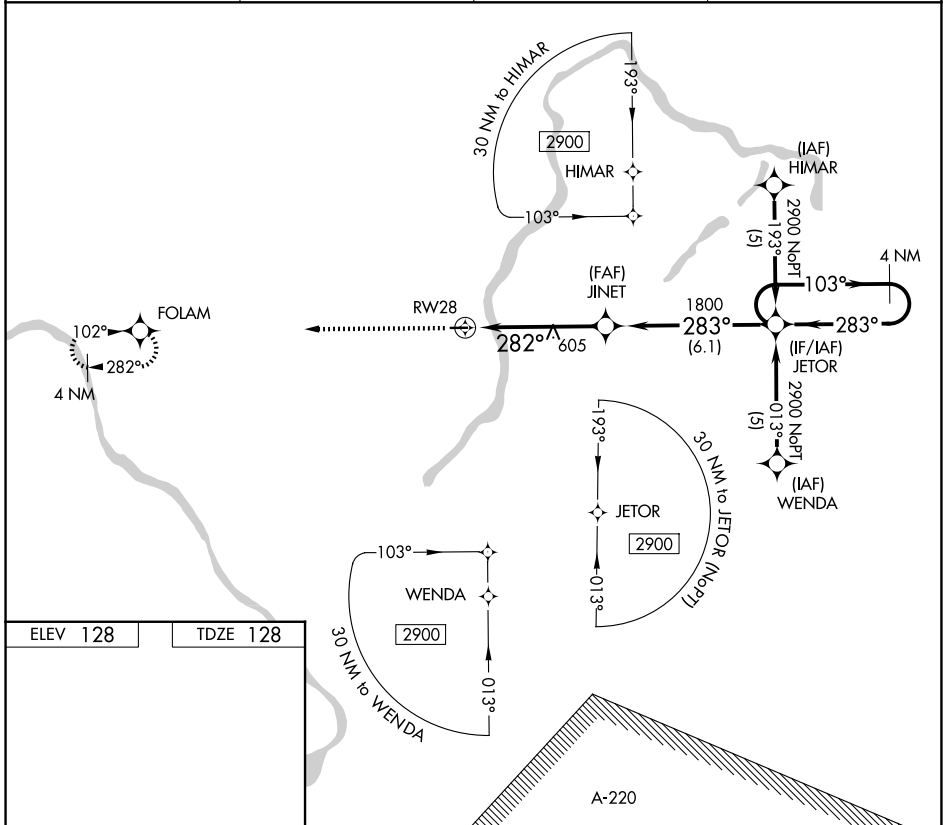 30 NM to HIMAR
193°
2900
HIMAR
103°
(IAF)
HIMAR
2900 NoPT
193°
(5)
4 NM
103°
(FAF)
JINET
1800
283°
(6.1)
283°
RW28
282°
605
(IF/IAF)
JETOR
FOLAM
102°
282°
4 NM
2900 NoPT
013°
(5)
(IAF)
WENDA
193°
30 NM to JETOR (NoPT)
JETOR
2900
013°
103°
WENDA
2900
30 NM to WENDA
013°
ELEV 128
TDZE 128
A-220